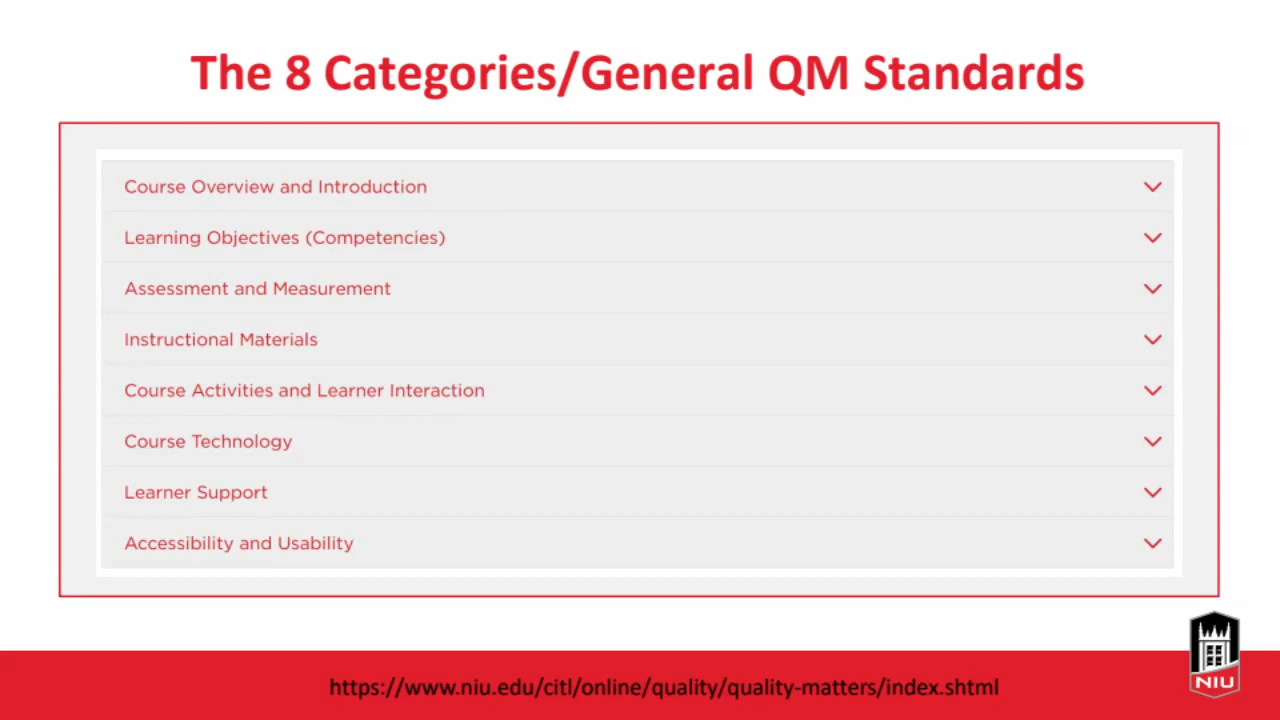 The 8 Categories/General QM Standards
Course Overview and Introduction
Learning Objectives (Competencies)
Assessment and Measurement
Instructional Materials
Course Activities and Learner Interaction
Course Technology
Learner Support
Accessibility and Usability
NIU
https://www.niu.edu/citl/online/quality/quality-matters/index.shtml